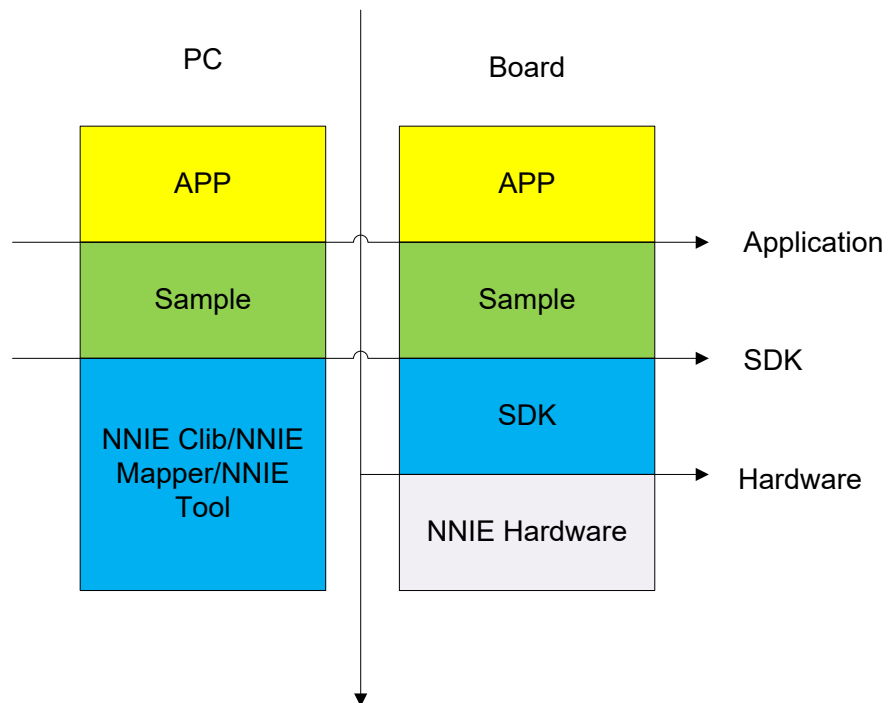 PC
Board
APP
APP
Application
Sample
Sample
SDK
NNIE Clib/NNIE
Mapper/NNIE
Tool
SDK
Hardware
NNIE Hardware